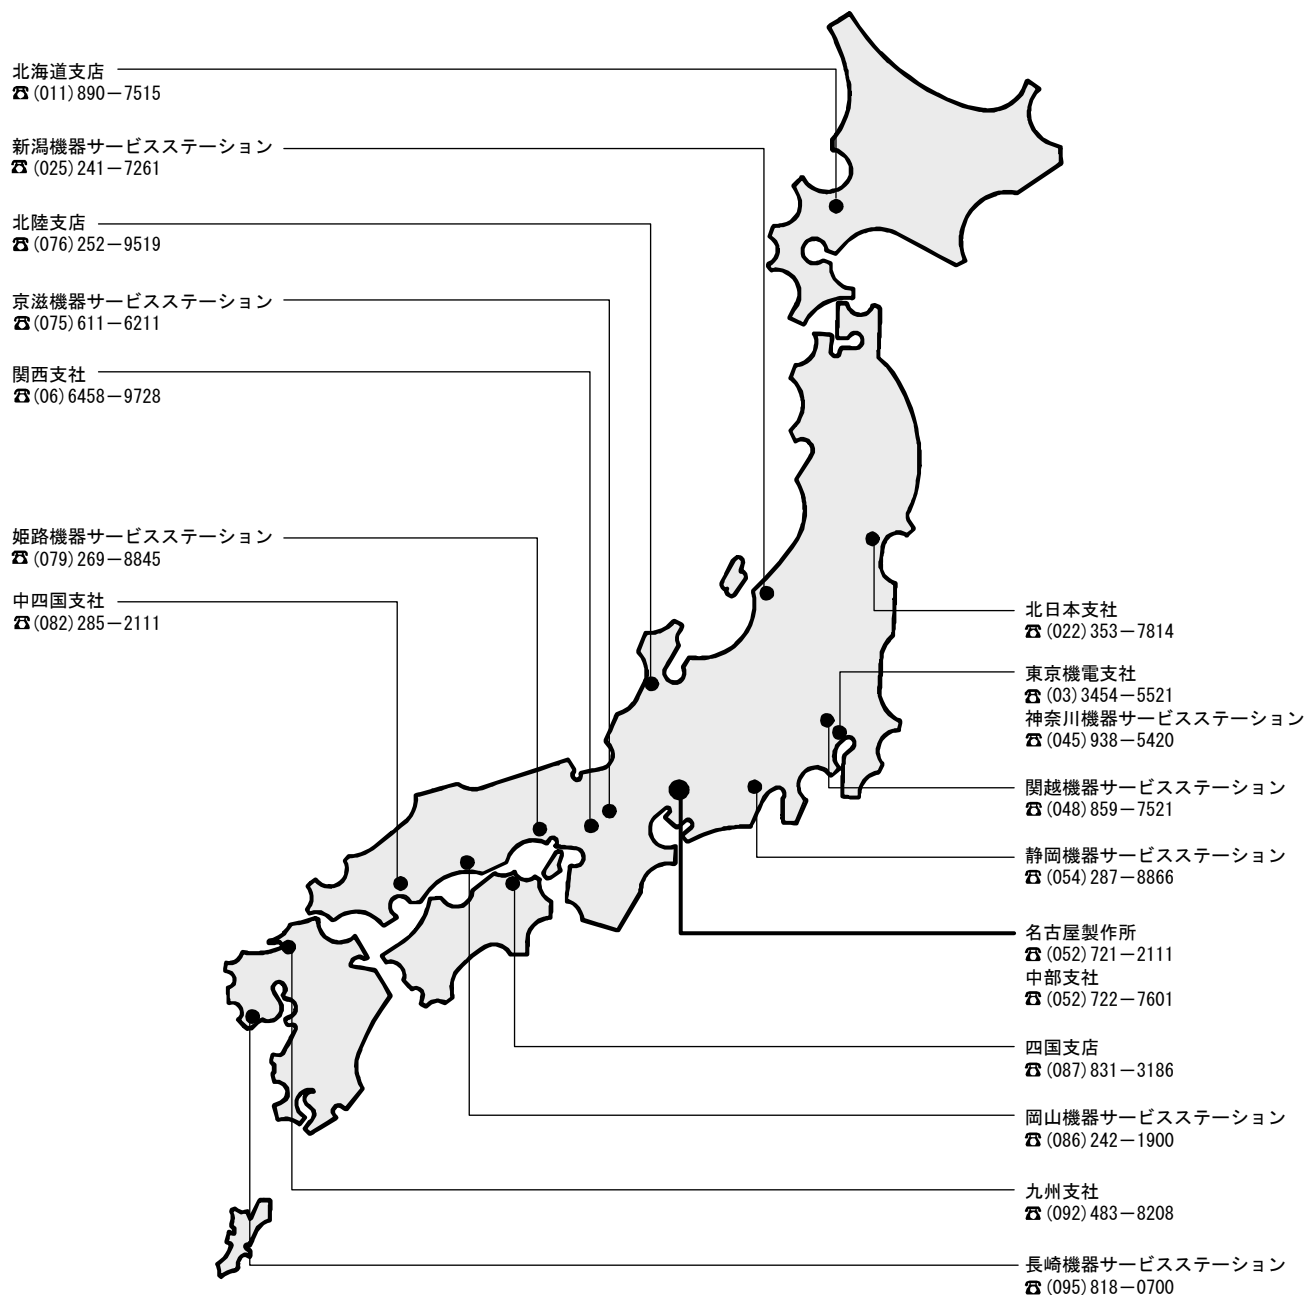 北海道支店
☎(011)890－7515
新潟機器サービスステーション
☎(025)241－7261
北陸支店
☎(076)252－9519
京滋機器サービスステーション
☎(075)611－6211
関西支社
☎(06)6458－9728
姫路機器サービスステーション
☎(079)269－8845
中四国支社
☎(082)285－2111
北日本支社
☎(022)353－7814
東京機電支社
☎(03)3454－5521
神奈川機器サービスステーション
☎(045)938－5420
関越機器サービスステーション
☎(048)859－7521
静岡機器サービスステーション
☎(054)287－8866
名古屋製作所
☎(052)721－2111
中部支社
☎(052)722－7601
四国支店
☎(087)831－3186
岡山機器サービスステーション
☎(086)242－1900
九州支社
☎(092)483－8208
長崎機器サービスステーション
☎(095)818－0700